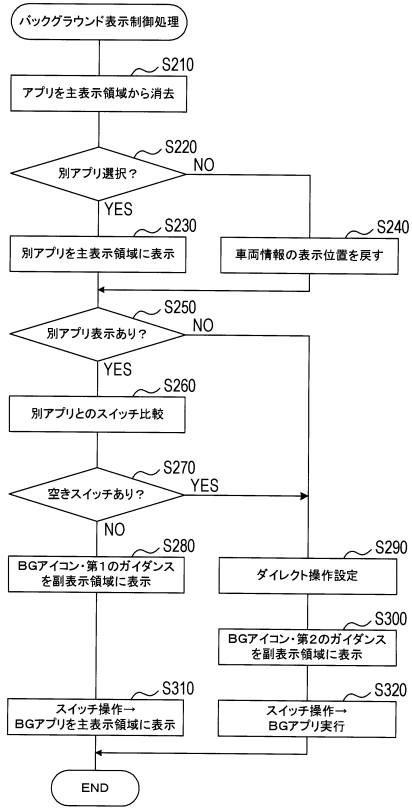 バックグラウンド表示制御処理
S210
アプリを主表示領域から消去
S220
別アプリ選択？
NO
YES
S230
別アプリを主表示領域に表示
S240
車両情報の表示位置を戻す
S250
別アプリ表示あり？
NO
YES
S260
別アプリとのスイッチ比較
S270
空きスイッチあり？
YES
NO
S280
BGアイコン・第1のガイダンス
を副表示領域に表示
S290
ダイレクト操作設定
S300
BGアイコン・第2のガイダンス
を副表示領域に表示
S310
スイッチ操作→
BGアプリを主表示領域に表示
S320
スイッチ操作→
BGアプリ実行
END